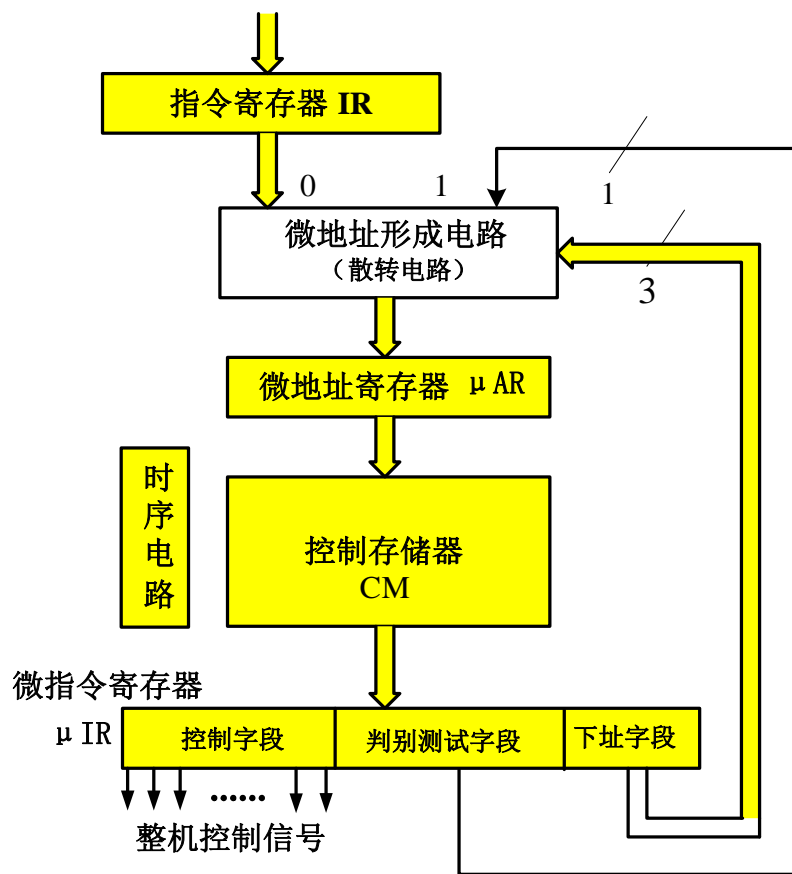 指令寄存器 IR
0
1
1
微地址形成电路
（散转电路）
3
微地址寄存器 μAR
时序电路
控制存储器
CM
微指令寄存器
μIR
控制字段
判别测试字段
下址字段
......
整机控制信号